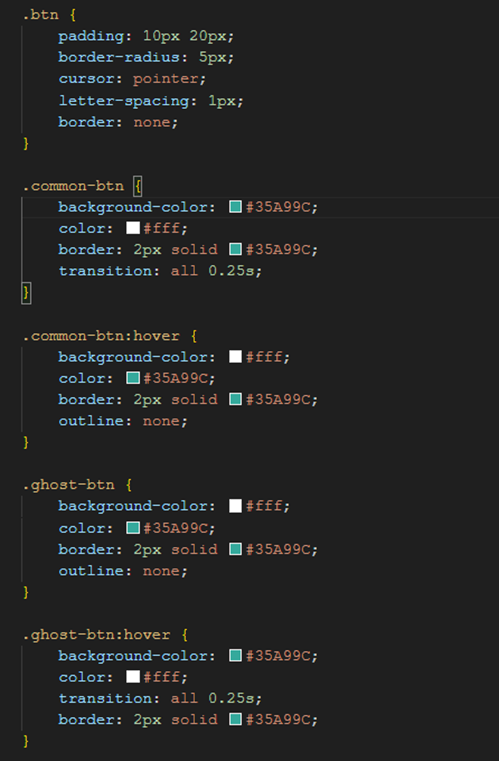 .btn {
    padding: 10px 20px;
    border-radius: 5px;
    cursor: pointer;
    letter-spacing: 1px;
    border: none;
}

.common-btn {
    background-color: #35A99C;
    color: #fff;
    border: 2px solid #35A99C;
    transition: all 0.25s;
}

.common-btn:hover {
    background-color: #fff;
    color: #35A99C;
    border: 2px solid #35A99C;
    outline: none;
}

.ghost-btn {
    background-color: #fff;
    color: #35A99C;
    border: 2px solid #35A99C;
    outline: none;
}

.ghost-btn:hover {
    background-color: #35A99C;
    color: #fff;
    transition: all 0.25s;
    border: 2px solid #35A99C;
}